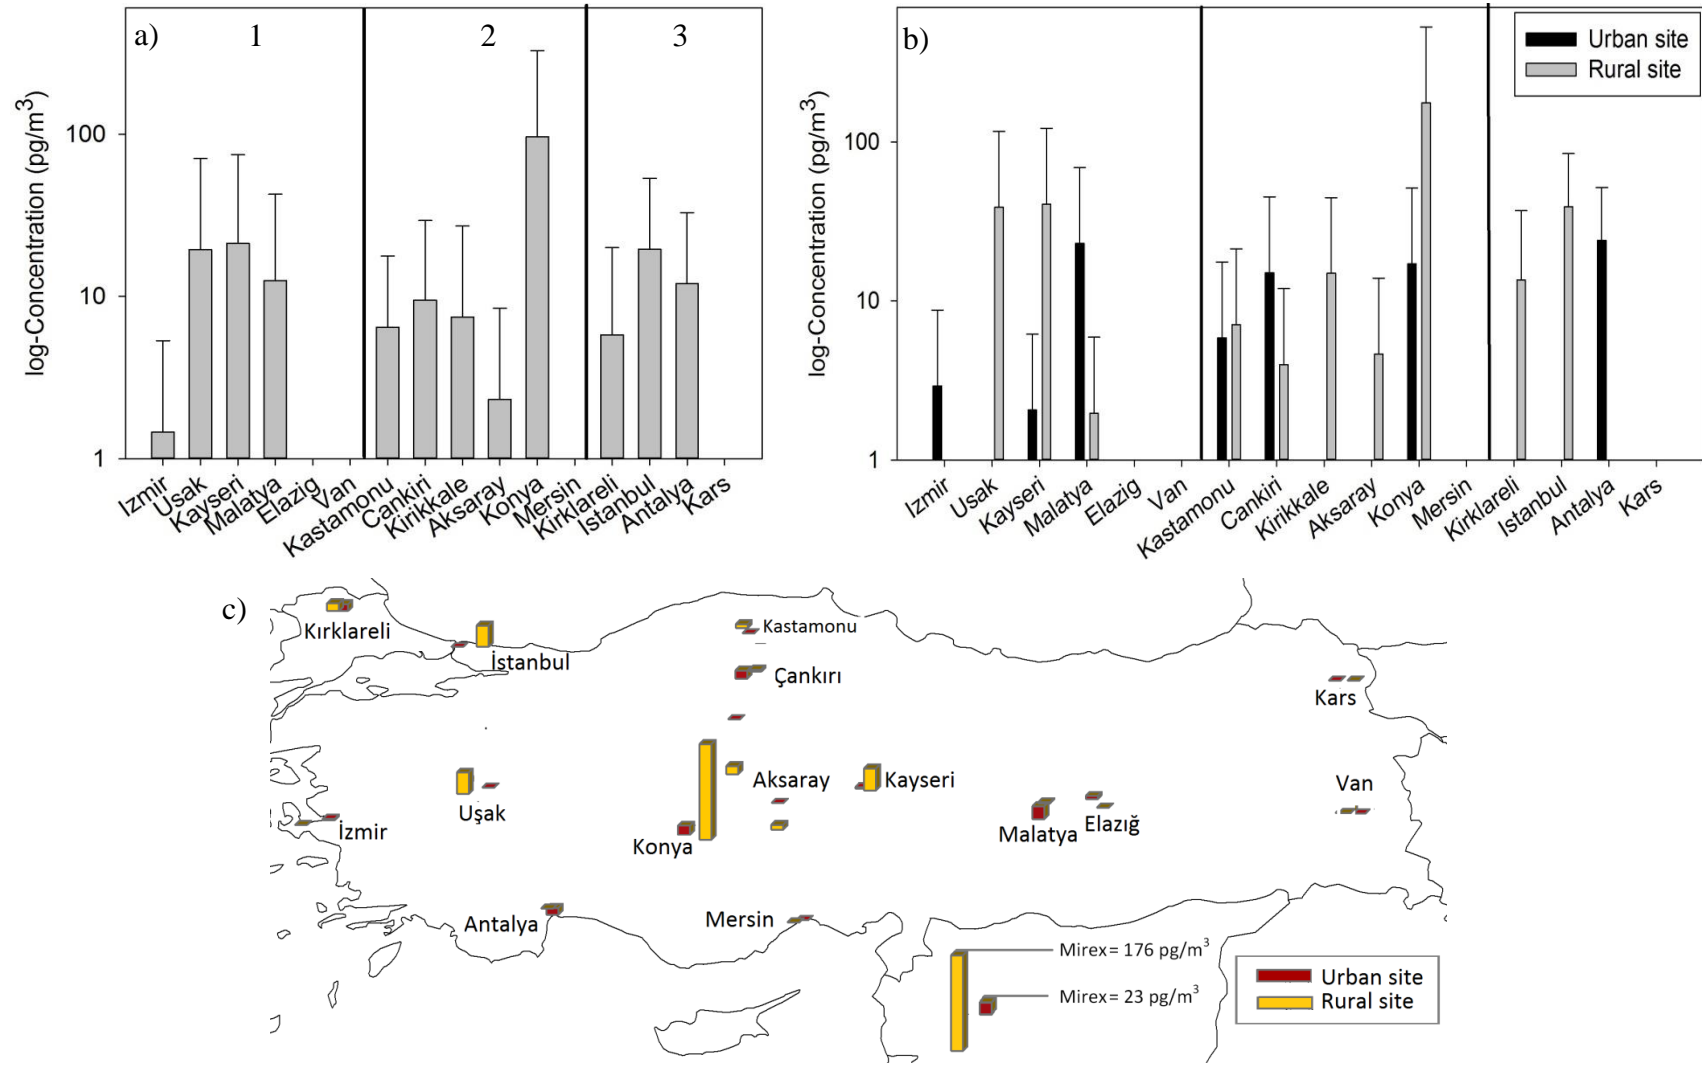 a)
1
2
3
log-Concentration (pg/m³)
100
10
1
Izmir
Usak
Kayseri
Malatya
Elazig
Van
Kastamonu
Cankiri
Kirikkale
Aksaray
Konya
Mersin
Kirklareli
Istanbul
Antalya
Kars
b)
Urban site
Rural site
log-Concentration (pg/m³)
100
10
1
Izmir
Usak
Kayseri
Malatya
Elazig
Van
Kastamonu
Cankiri
Kirikkale
Aksaray
Konya
Mersin
Kirklareli
Istanbul
Antalya
Kars
c)
Kırklareli
İstanbul
Kastamonu
Çankırı
Kars
Uşak
Aksaray
Kayseri
Van
İzmir
Konya
Malatya
Elazığ
Antalya
Mersin
Mirex= 176 pg/m³
Mirex= 23 pg/m³
Urban site
Rural site